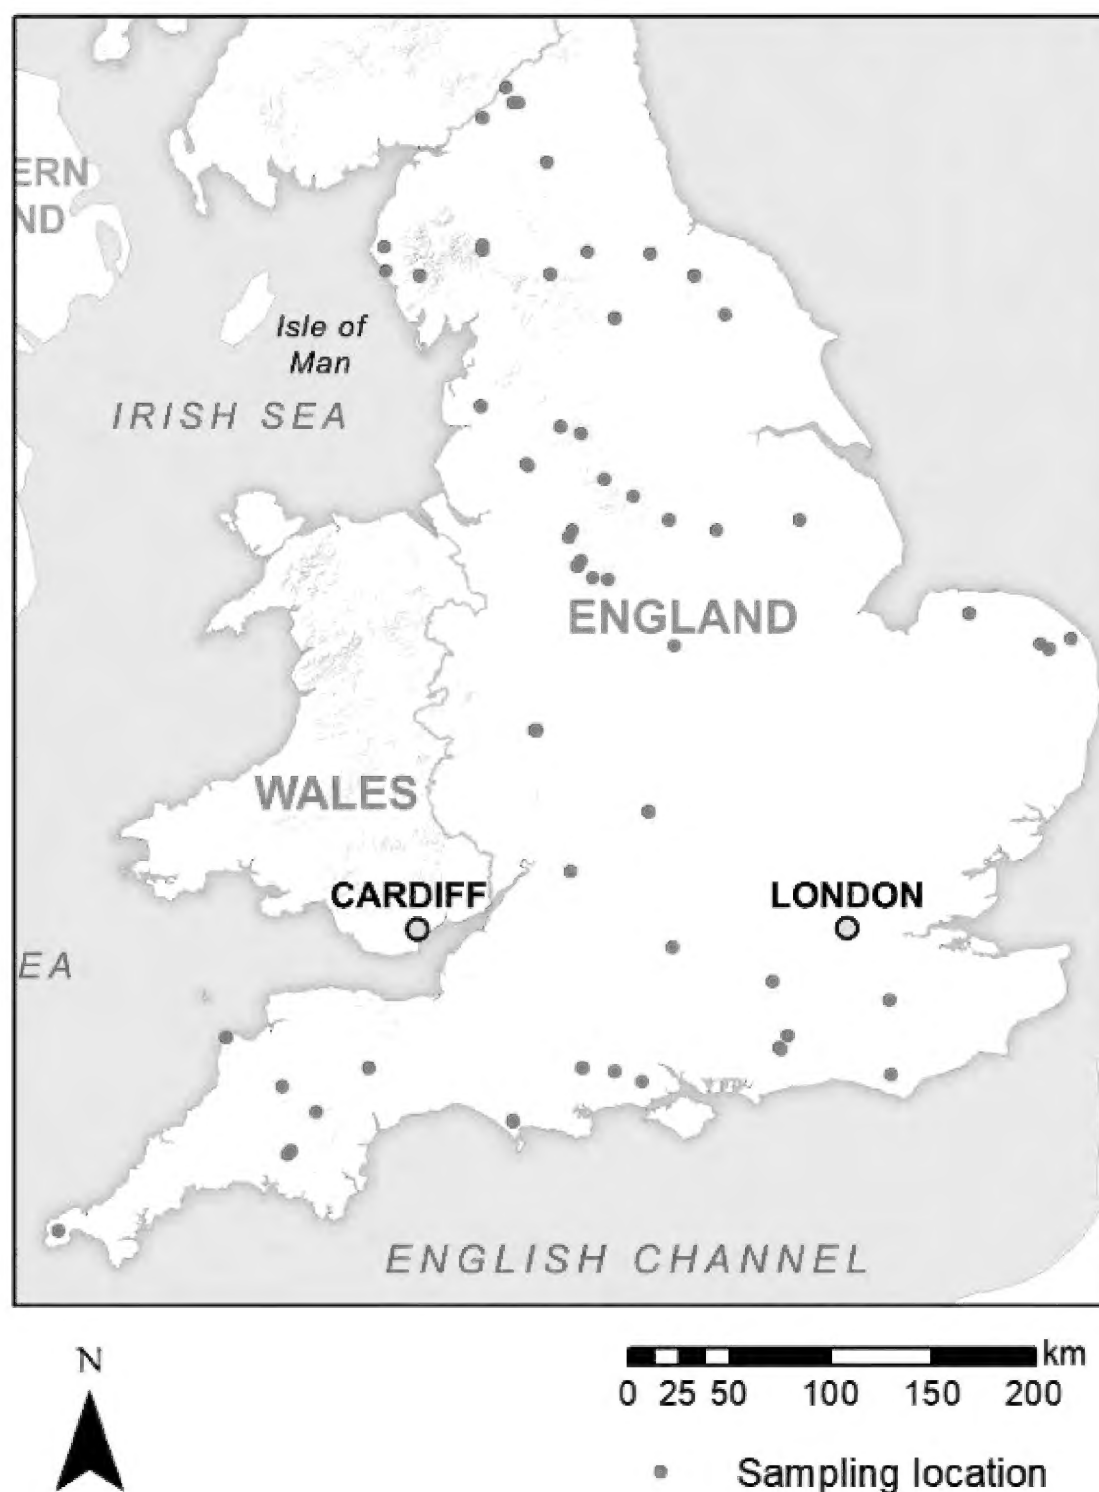 ERN
ND
Isle of
Man
IRISH SEA
ENGLAND
WALES
CARDIFF
LONDON
EA
ENGLISH CHANNEL
N
km
0 25 50 100 150 200
Sampling location